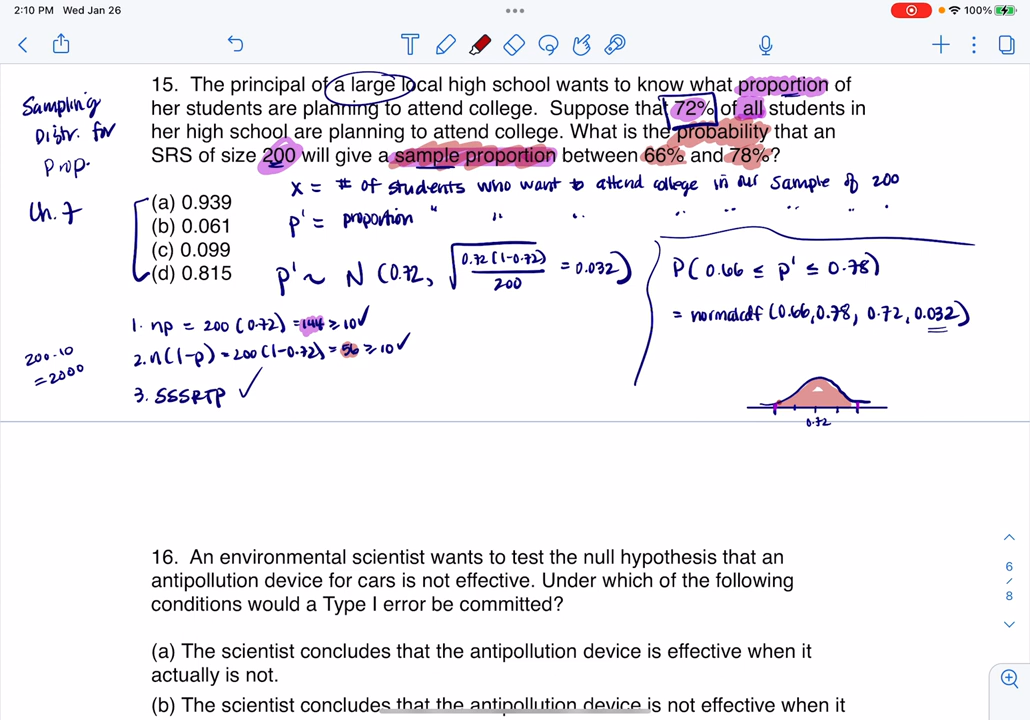 2:10 PM Wed Jan 26
100%
15. The principal of a large local high school wants to know what proportion of
her students are planning to attend college. Suppose that 72% of all students in
her high school are planning to attend college. What is the probability that an
SRS of size 200 will give a sample proportion between 66% and 78%?
Sampling
Distr. for
Prop.
Ch. 7
(a) 0.939
(b) 0.061
(c) 0.099
(d) 0.815
X = # of students who want to attend college in our sample of 200
p' = proportion " " " " " " "
p' ~ N (0.72, √(0.72(1-0.72)/200) = 0.032)
P(0.66 ≤ p' ≤ 0.78)
= normalcdf (0.66, 0.78, 0.72, 0.032)
1. np = 200(0.72) = 144 ≥ 10 ✓
2. n(1-p) = 200(1-0.72) = 56 ≥ 10 ✓
3. SSSRTP ✓
200·10
= 2000
0.72
16. An environmental scientist wants to test the null hypothesis that an
antipollution device for cars is not effective. Under which of the following
conditions would a Type I error be committed?
(a) The scientist concludes that the antipollution device is effective when it
actually is not.
(b) The scientist concludes that the antipollution device is not effective when it
6
/
8